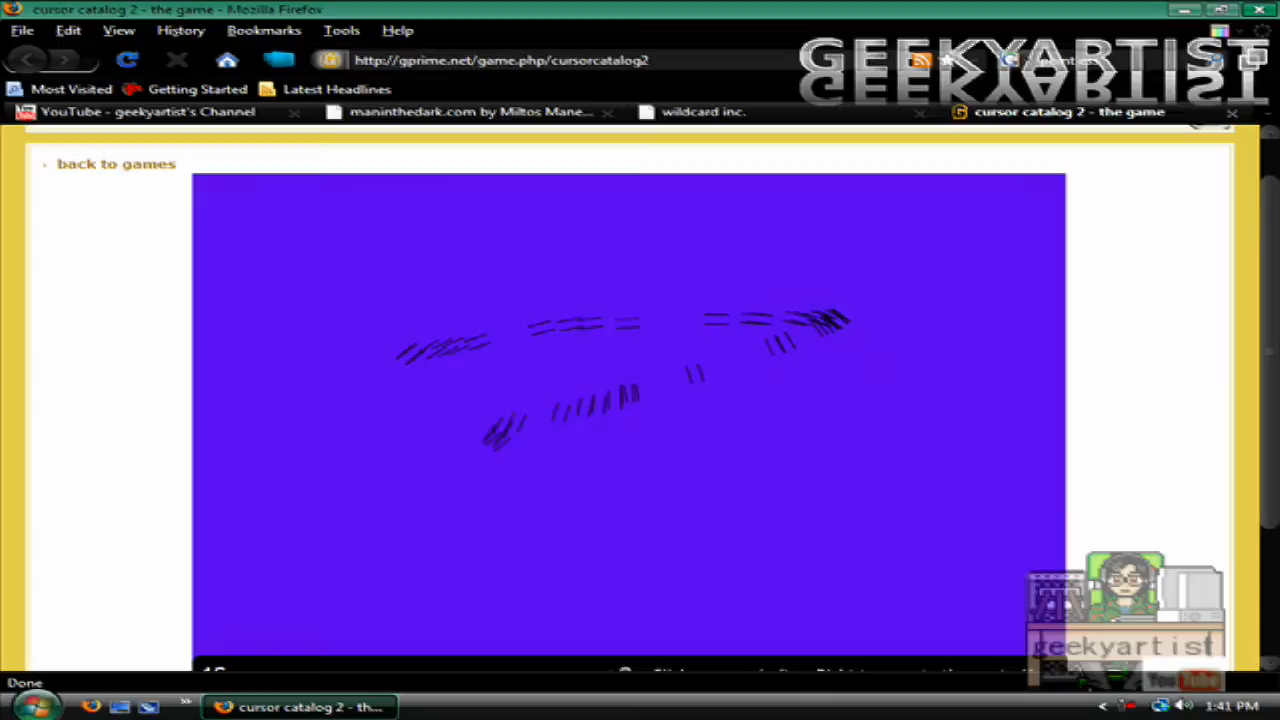 cursor catalog 2 - the game - Mozilla Firefox
File Edit View History Bookmarks Tools Help
http://gprime.net/game.php/cursorcatalog2
GEEKYARTIST
Most Visited Getting Started Latest Headlines
YouTube - geekyartist's Channel maninthedark.com by Miltos Mane... wildcard inc. cursor catalog 2 - the game
back to games
geekyartist
You Tube
Done
cursor catalog 2 - th... 1:41 PM